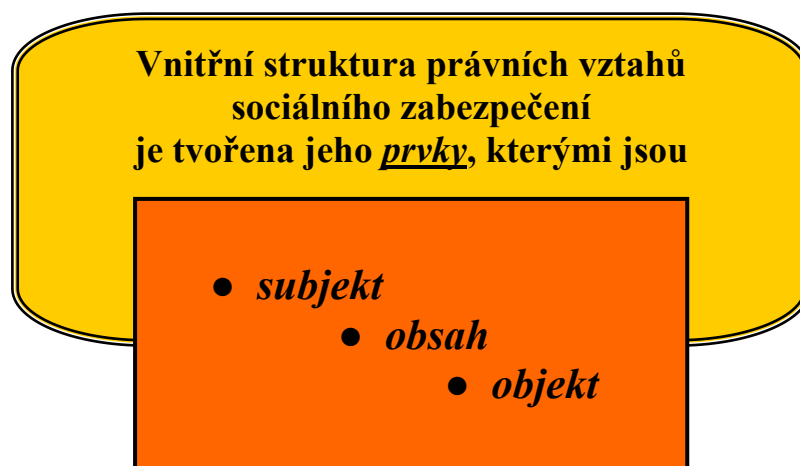 Vnitřní struktura právních vztahů
sociálního zabezpečení
je tvořena jeho prvky, kterými jsou
● subjekt
● obsah
● objekt